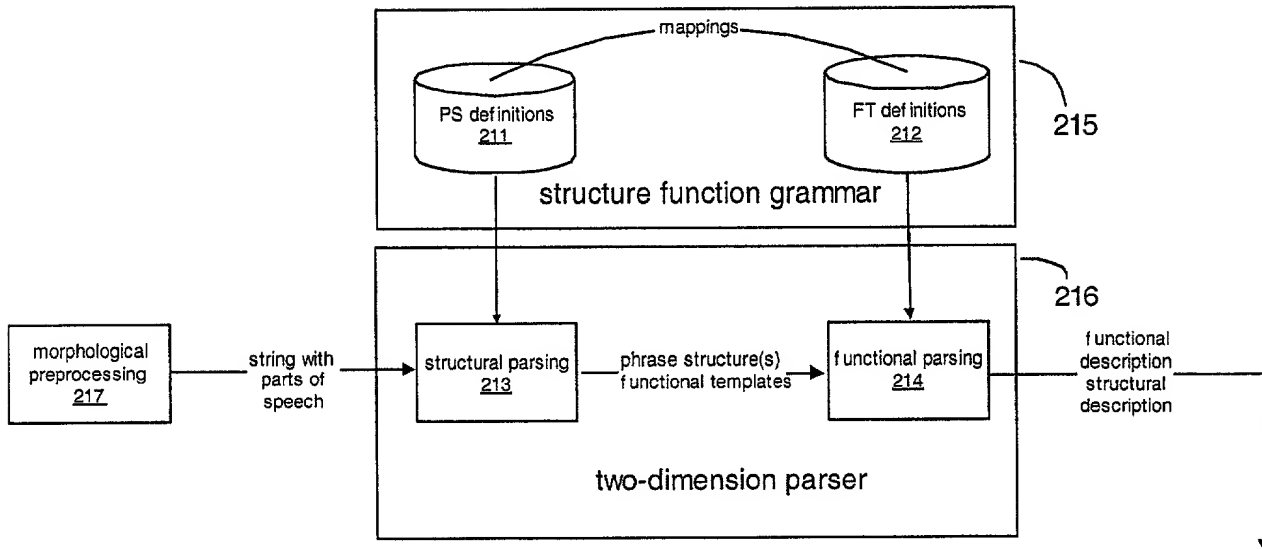 mappings
PS definitions
211
FT definitions
212
215
structure function grammar
216
morphological
preprocessing
217
string with
parts of
speech
structural parsing
213
phrase structure(s)
functional templates
functional parsing
214
functional
description
structural
description
two-dimension parser